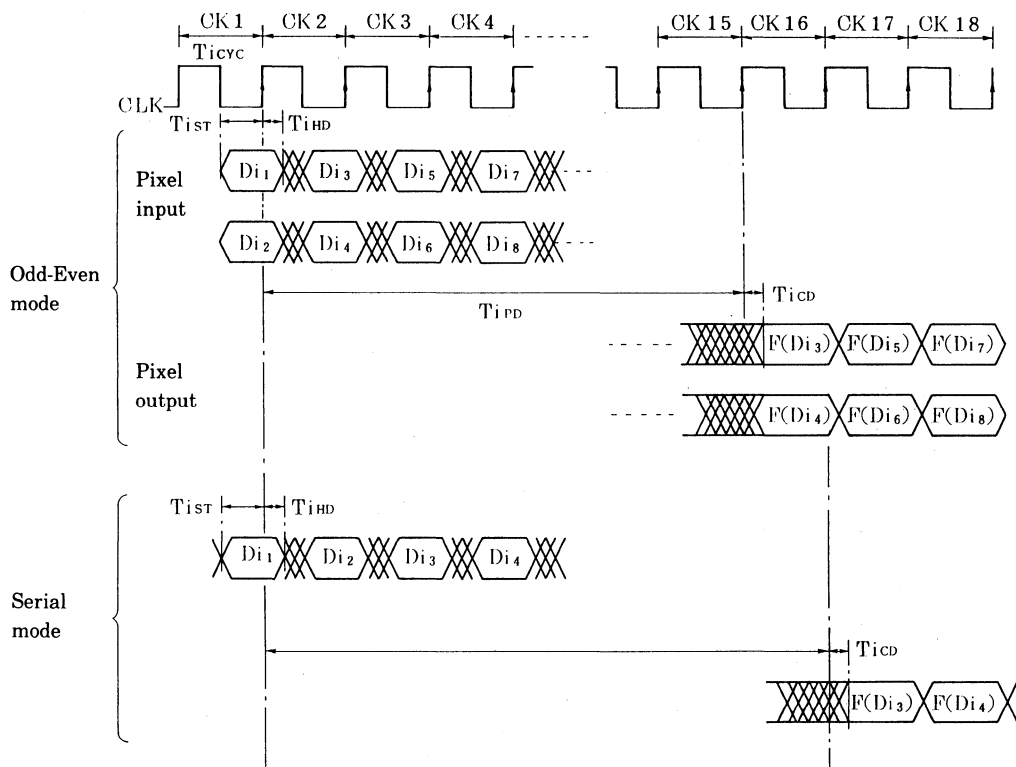 CK 1 CK 2 CK 3 CK 4 CK 15 CK 16 CK 17 CK 18
TiCYC
CLK
TiST TiHD
Odd-Even mode
Pixel input
Di1 Di3 Di5 Di7
Di2 Di4 Di6 Di8
TiPD TiCD
Pixel output
F(Di3) F(Di5) F(Di7)
F(Di4) F(Di6) F(Di8)
TiST TiHD
Serial mode
Di1 Di2 Di3 Di4
TiCD
F(Di3) F(Di4)